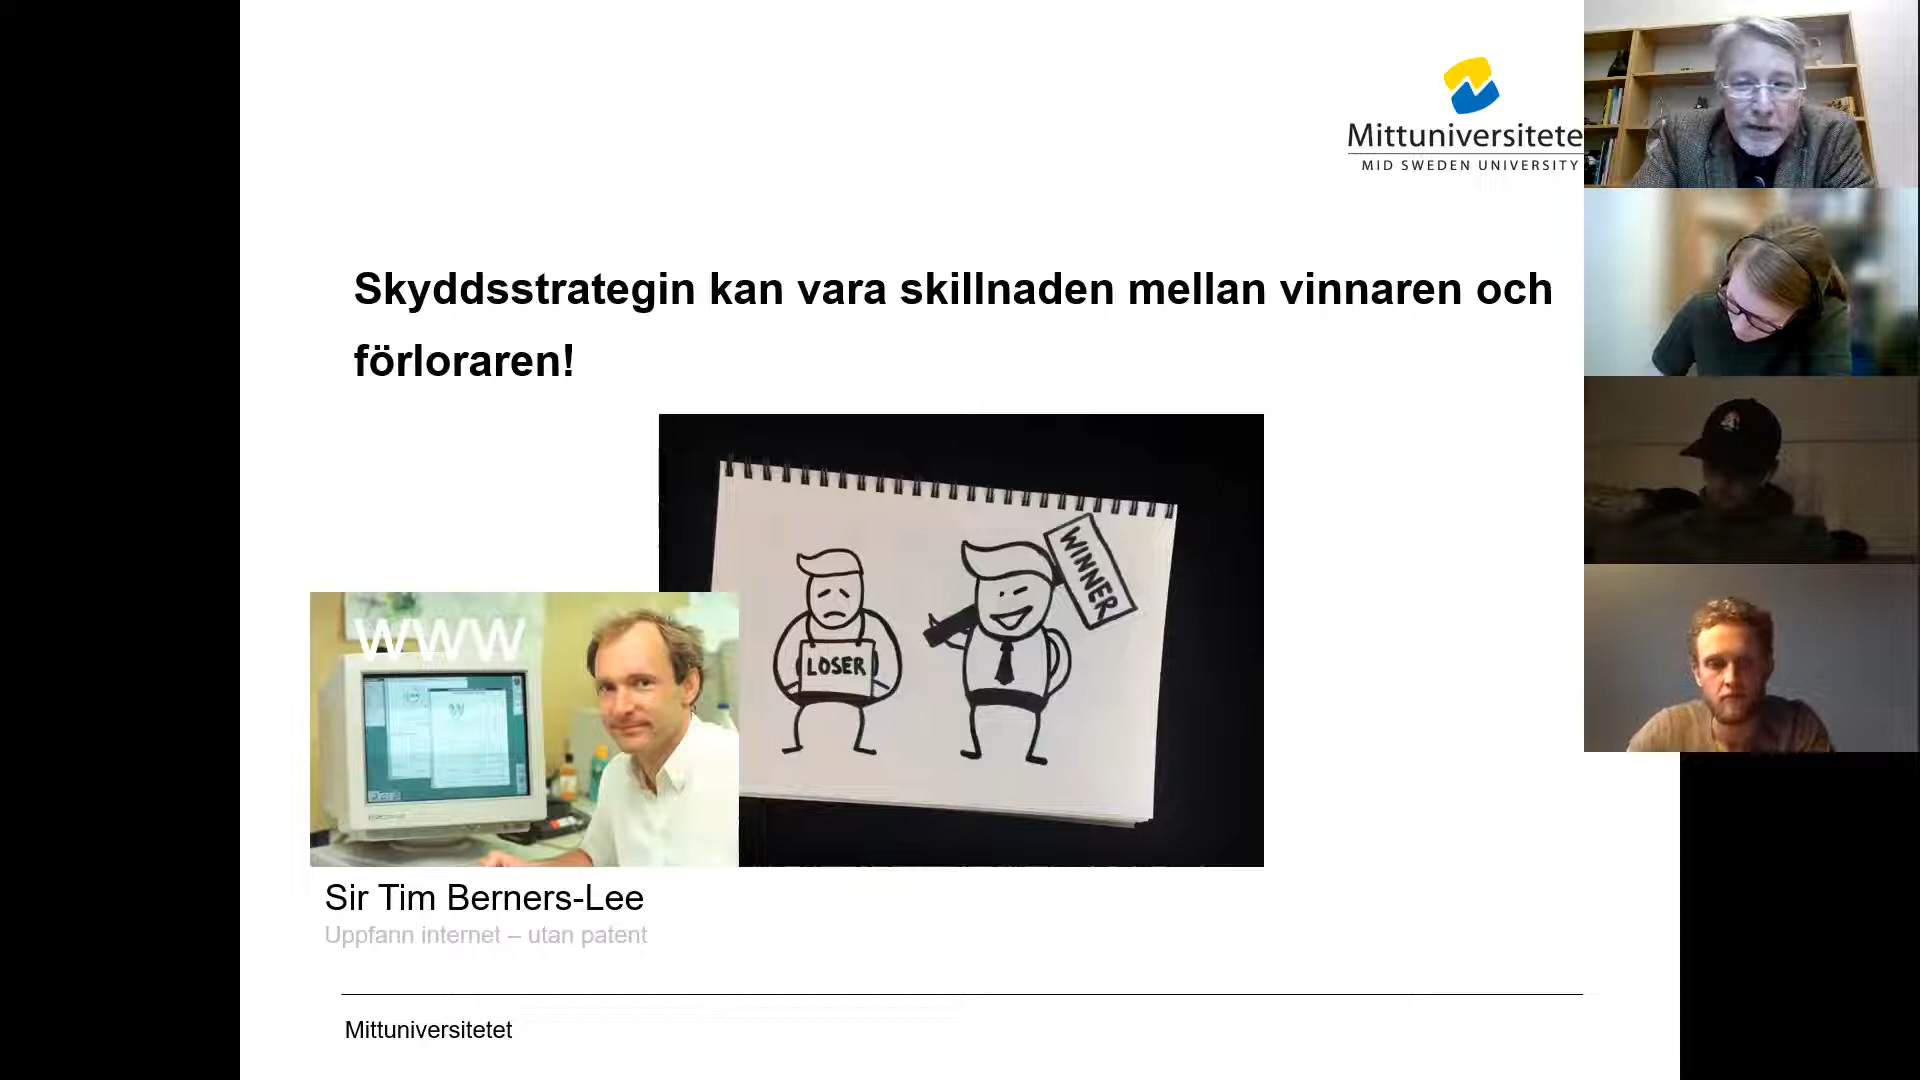 Mittuniversitete
MID SWEDEN UNIVERSITY
Skyddsstrategin kan vara skillnaden mellan vinnaren och
förloraren!
WINNER
LOSER
WWW
Sir Tim Berners-Lee
Uppfann internet – utan patent
Mittuniversitetet